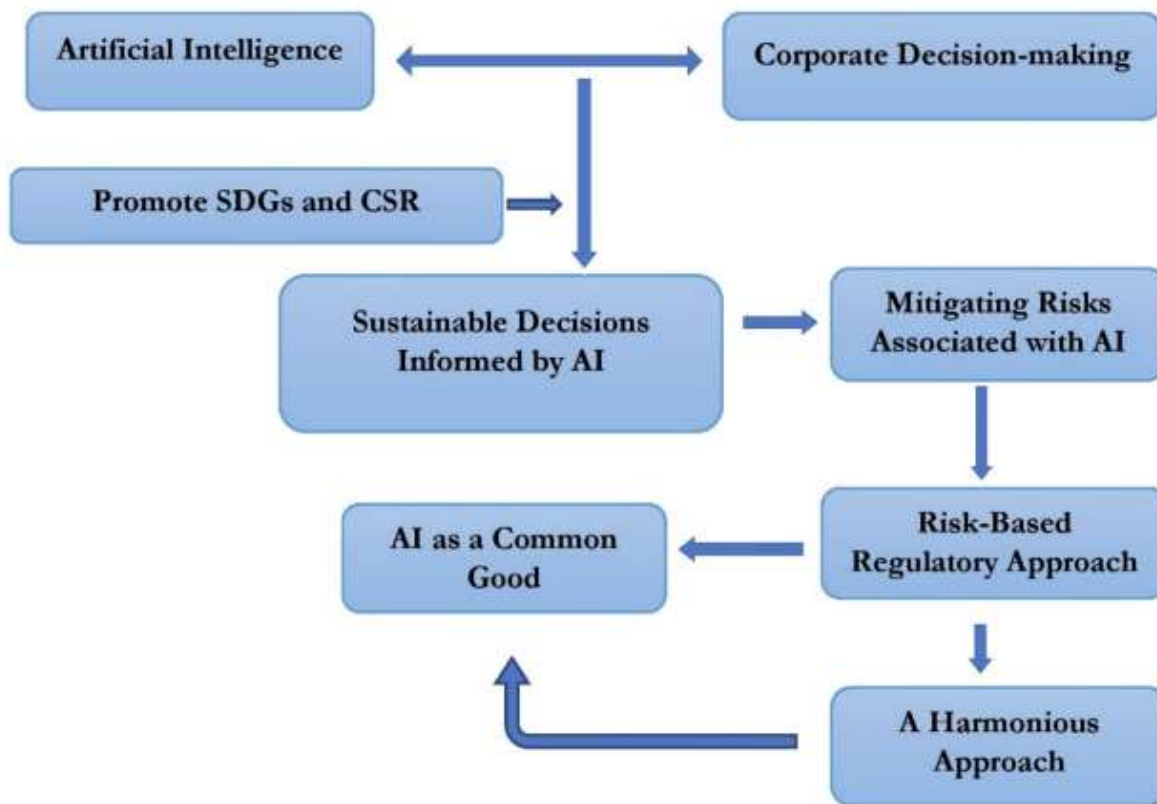 Artificial Intelligence
Corporate Decision-making
Promote SDGs and CSR
Sustainable Decisions
Informed by AI
Mitigating Risks
Associated with AI
AI as a Common
Good
Risk-Based
Regulatory Approach
A Harmonious
Approach